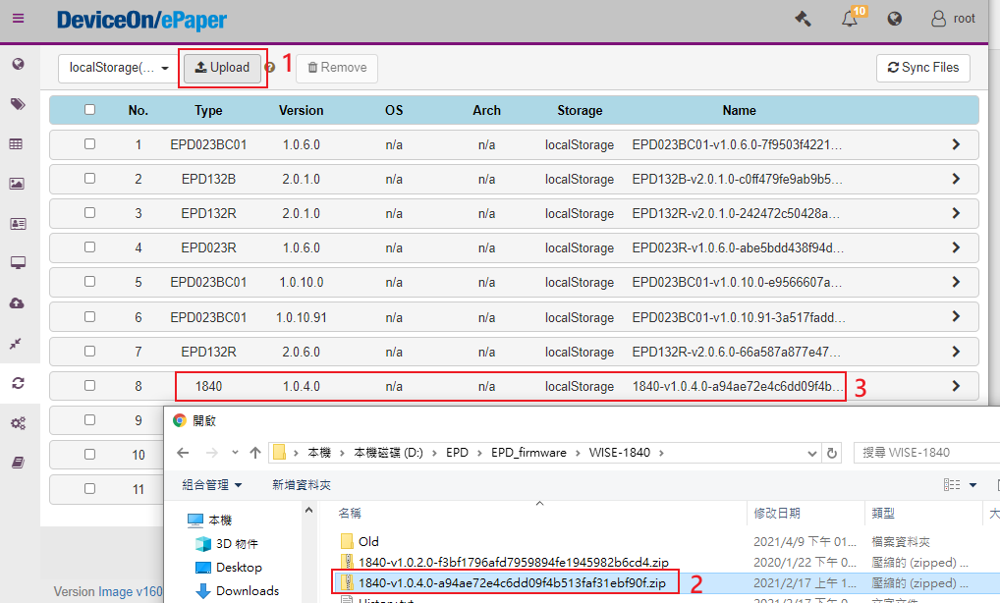 DeviceOn/ePaper
10
root
localStorage(... Upload 1 Remove Sync Files
No. Type Version OS Arch Storage Name
1 EPD023BC01 1.0.6.0 n/a n/a localStorage EPD023BC01-v1.0.6.0-7f9503f4221...
2 EPD132B 2.0.1.0 n/a n/a localStorage EPD132B-v2.0.1.0-c0ff479fe9ab9b5...
3 EPD132R 2.0.1.0 n/a n/a localStorage EPD132R-v2.0.1.0-242472c50428a...
4 EPD023R 1.0.6.0 n/a n/a localStorage EPD023R-v1.0.6.0-abe5bdd438f94d...
5 EPD023BC01 1.0.10.0 n/a n/a localStorage EPD023BC01-v1.0.10.0-e9566607a...
6 EPD023BC01 1.0.10.91 n/a n/a localStorage EPD023BC01-v1.0.10.91-3a517fadd...
7 EPD132R 2.0.6.0 n/a n/a localStorage EPD132R-v2.0.6.0-66a587a877e47...
8 1840 1.0.4.0 n/a n/a localStorage 1840-v1.0.4.0-a94ae72e4c6dd09f4b... 3
9
10
11
開啟
本機 › 本機磁碟 (D:) › EPD › EPD_firmware › WISE-1840 ›
搜尋 WISE-1840
組合管理 新增資料夾
名稱 修改日期 類型
本機
3D 物件
Desktop
Downloads
Old 2021/4/9 下午 01... 檔案資料夾
1840-v1.0.2.0-f3bf1796afd7959894fe1945982b6cd4.zip 2020/1/22 下午 0... 壓縮的 (zipped) ...
1840-v1.0.4.0-a94ae72e4c6dd09f4b513faf31ebf90f.zip 2 2021/2/17 上午 1... 壓縮的 (zipped) ...
Version Image v160